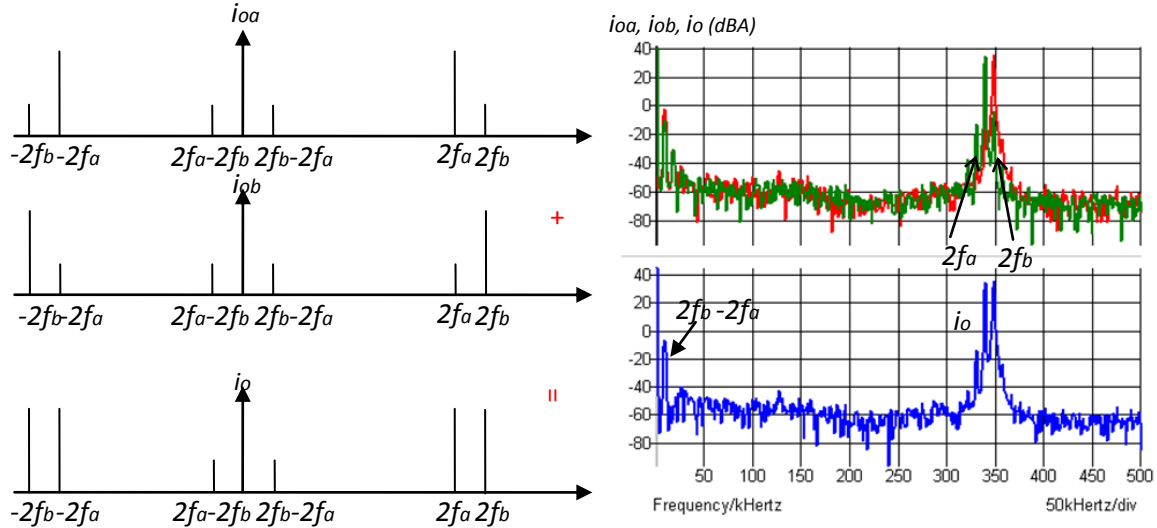 ioa
-2fb -2fa 2fa-2fb 2fb-2fa 2fa 2fb
iob
+
-2fb -2fa 2fa-2fb 2fb-2fa 2fa 2fb
io
=
-2fb -2fa 2fa-2fb 2fb-2fa 2fa 2fb
ioa, iob, io (dBA)
40
20
0
-20
-40
-60
-80
2fa 2fb
40
20
0
-20
-40
-60
-80
2fb -2fa
io
50 100 150 200 250 300 350 400 450 500
Frequency/kHertz 50kHertz/div